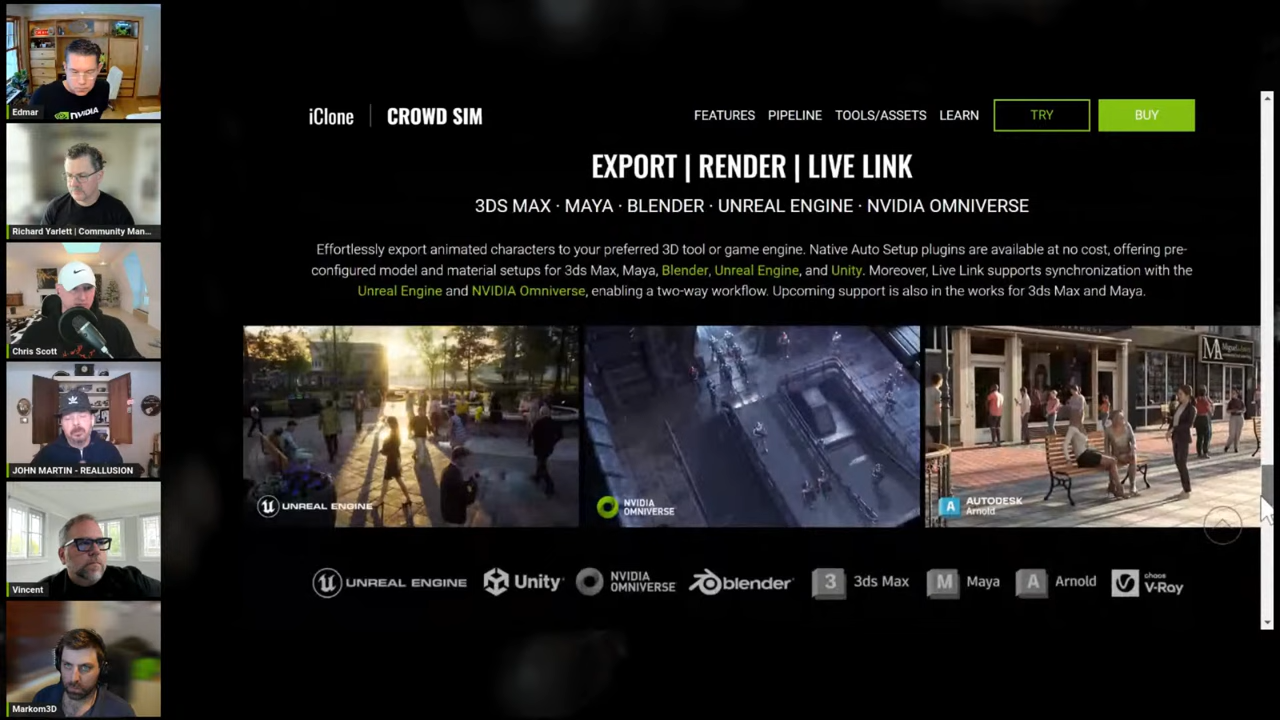 NVIDIA
Edmar
Richard Yarlett | Community Man...
Chris Scott
JOHN MARTIN - REALLUSION
Vincent
Markom3D
iClone | CROWD SIM
FEATURES PIPELINE TOOLS/ASSETS LEARN TRY BUY
EXPORT | RENDER | LIVE LINK
3DS MAX · MAYA · BLENDER · UNREAL ENGINE · NVIDIA OMNIVERSE
Effortlessly export animated characters to your preferred 3D tool or game engine. Native Auto Setup plugins are available at no cost, offering pre-
configured model and material setups for 3ds Max, Maya, Blender, Unreal Engine, and Unity. Moreover, Live Link supports synchronization with the
Unreal Engine and NVIDIA Omniverse, enabling a two-way workflow. Upcoming support is also in the works for 3ds Max and Maya.
UNREAL ENGINE
NVIDIA
OMNIVERSE
MA
A AUTODESK
Arnold
UNREAL ENGINE
Unity
NVIDIA
OMNIVERSE
blender
3 3ds Max
M Maya
A Arnold
chaos
V-Ray